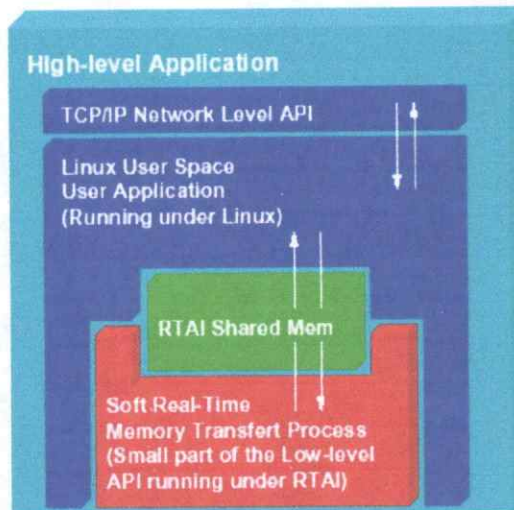 High-level Application
TCP/IP Network Level API
Linux User Space
User Application
(Running under Linux)
RTAI Shared Mem
Soft Real-Time
Memory Transfert Process
(Small part of the Low-level
API running under RTAI)